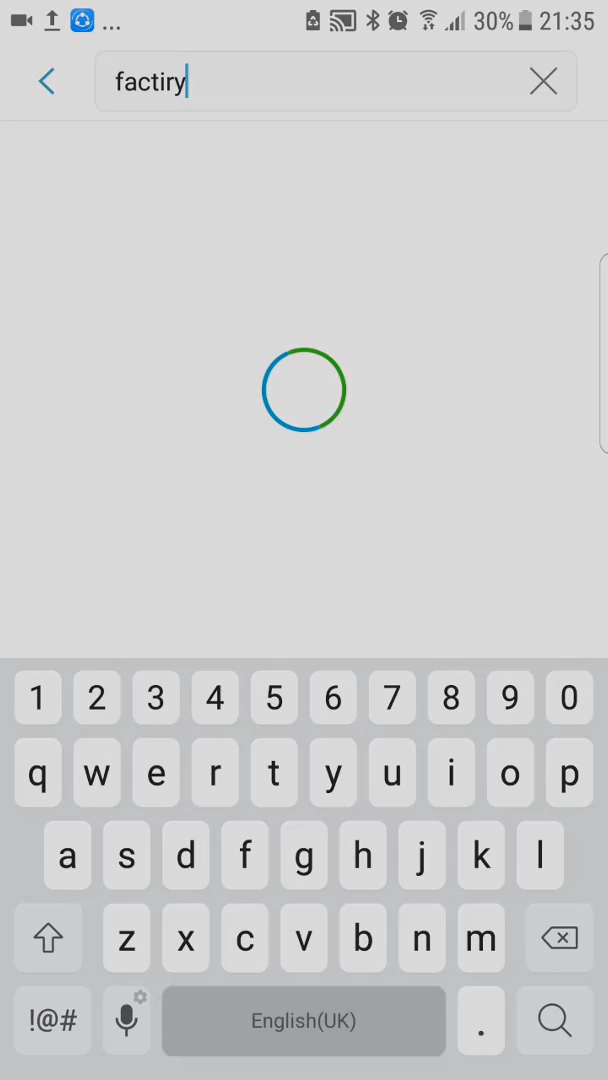 ... 30% 21:35
factiry
1 2 3 4 5 6 7 8 9 0
q w e r t y u i o p
a s d f g h j k l
z x c v b n m
!@# English(UK) .